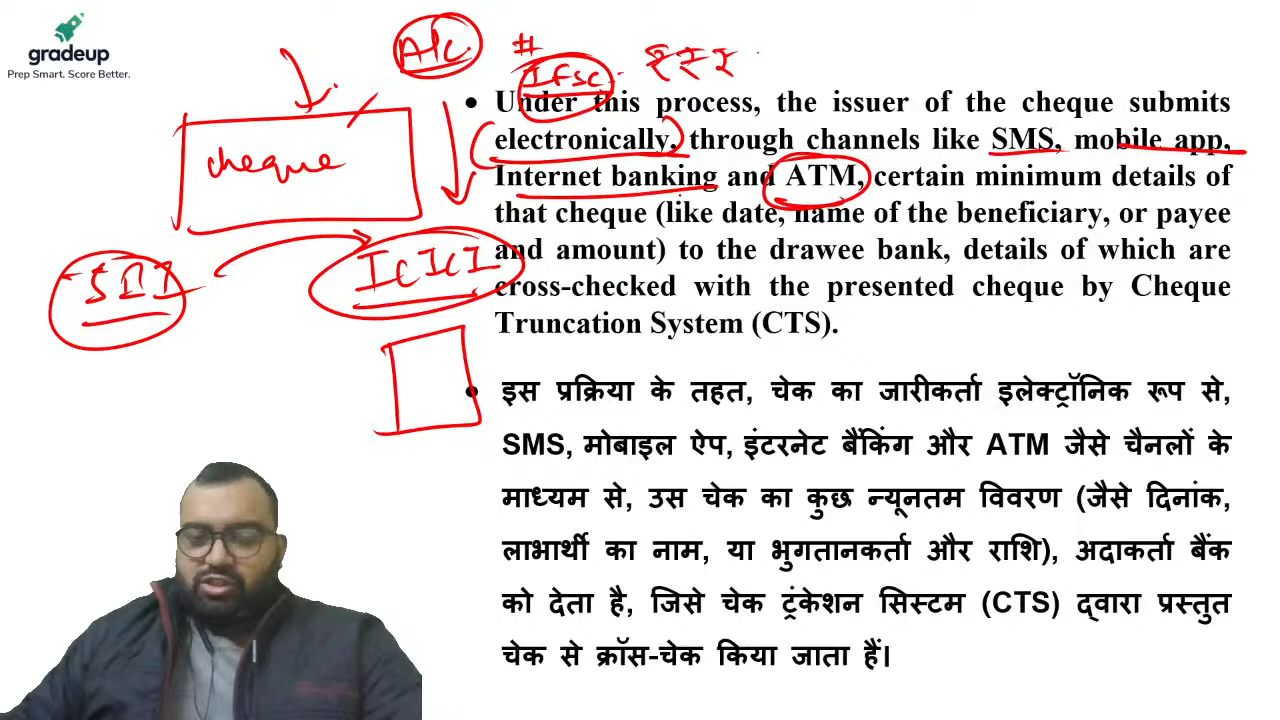 gradeup
Prep Smart. Score Better.
A/c
#
IFSC
₹₹₹
cheque
SBI
ICICI
• Under this process, the issuer of the cheque submits
electronically, through channels like SMS, mobile app,
Internet banking and ATM, certain minimum details of
that cheque (like date, name of the beneficiary, or payee
and amount) to the drawee bank, details of which are
cross-checked with the presented cheque by Cheque
Truncation System (CTS).
• इस प्रक्रिया के तहत, चेक का जारीकर्ता इलेक्ट्रॉनिक रूप से,
SMS, मोबाइल ऐप, इंटरनेट बैंकिंग और ATM जैसे चैनलों के
माध्यम से, उस चेक का कुछ न्यूनतम विवरण (जैसे दिनांक,
लाभार्थी का नाम, या भुगतानकर्ता और राशि), अदाकर्ता बैंक
को देता है, जिसे चेक ट्रंकेशन सिस्टम (CTS) द्वारा प्रस्तुत
चेक से क्रॉस-चेक किया जाता हैं।